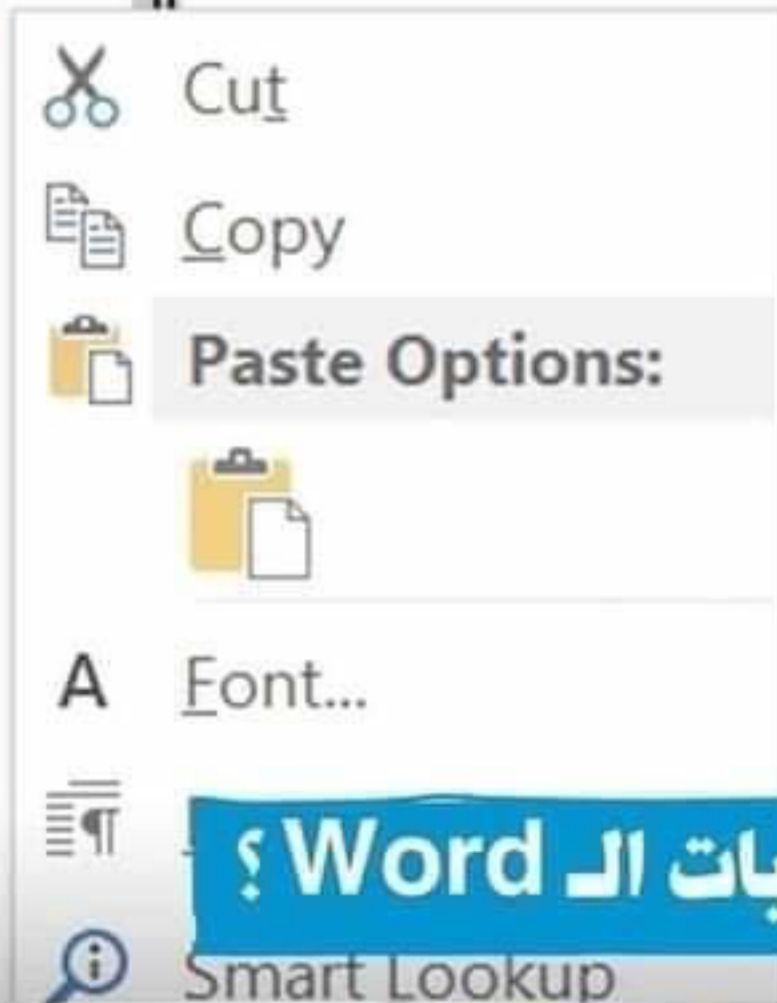 Cut
Copy
Paste Options:
A Font...
الـ Word ؟
Smart Lookup